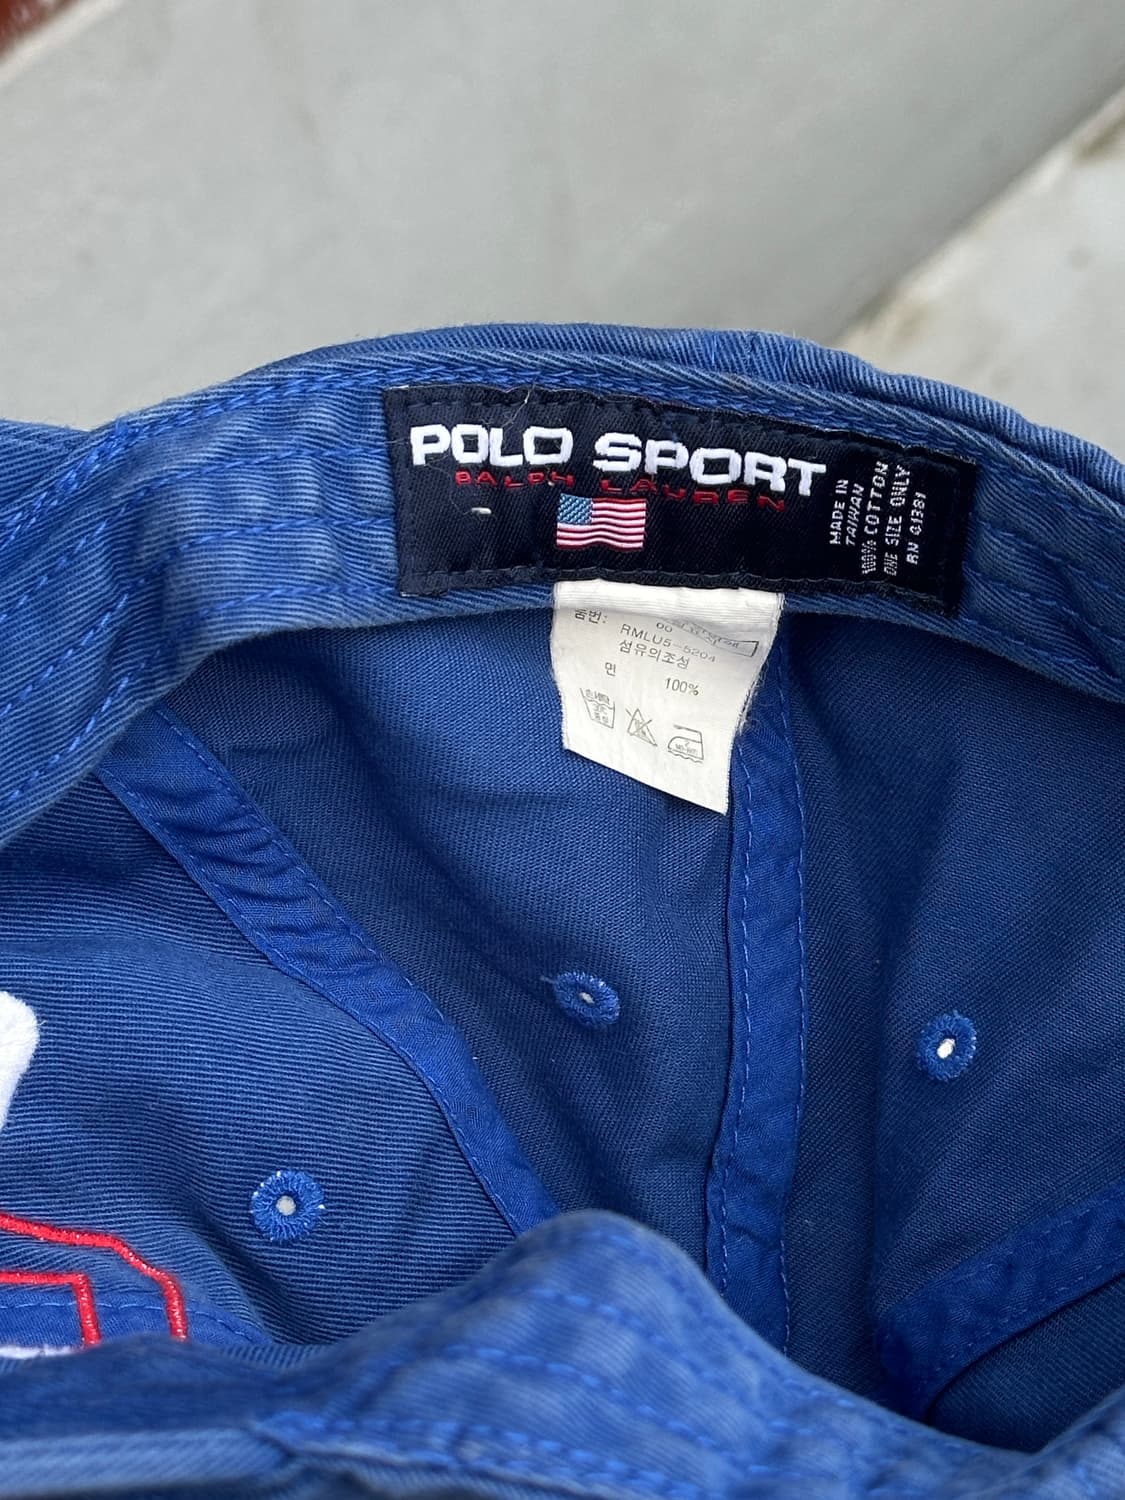 POLO SPORT
RALPH LAUREN
MADE IN
TAIWAN
100% COTTON
ONE SIZE ONLY
RN 41381
품번:
RMLU5-5204
섬유의조성
면 100%